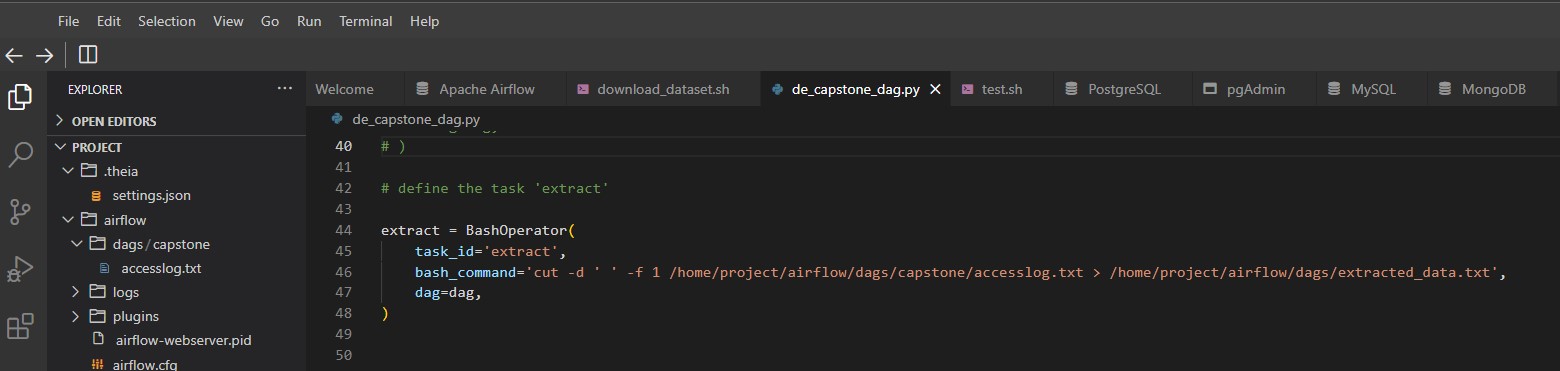 File Edit Selection View Go Run Terminal Help
EXPLORER ...
Welcome Apache Airflow download_dataset.sh de_capstone_dag.py test.sh PostgreSQL pgAdmin MySQL MongoDB
OPEN EDITORS
PROJECT
.theia
settings.json
airflow
dags/capstone
accesslog.txt
logs
plugins
airflow-webserver.pid
airflow.cfg
de_capstone_dag.py
40 # )
41
42 # define the task 'extract'
43
44 extract = BashOperator(
45     task_id='extract',
46     bash_command='cut -d ' ' -f 1 /home/project/airflow/dags/capstone/accesslog.txt > /home/project/airflow/dags/extracted_data.txt',
47     dag=dag,
48 )
49
50